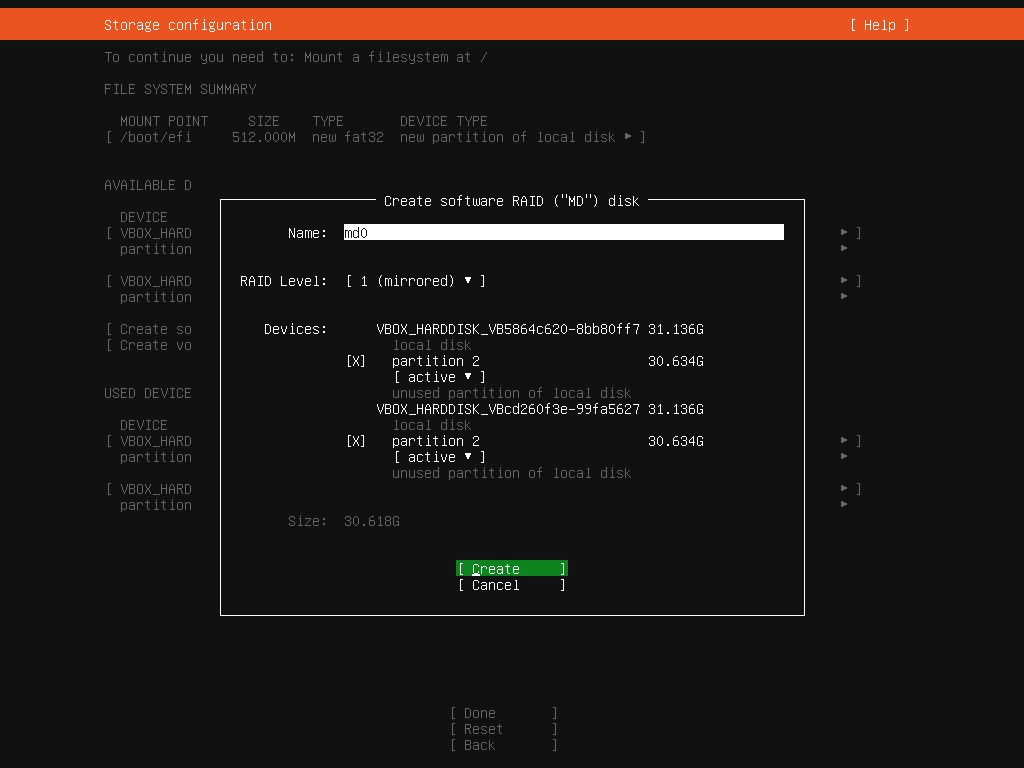 Storage configuration [ Help ]
To continue you need to: Mount a filesystem at /
FILE SYSTEM SUMMARY
MOUNT POINT SIZE TYPE DEVICE TYPE
[ /boot/efi 512.000M new fat32 new partition of local disk ▸ ]
AVAILABLE D
DEVICE
[ VBOX_HARD ▸ ]
partition ▸
[ VBOX_HARD ▸ ]
partition ▸
[ Create so
[ Create vo
USED DEVICE
DEVICE
[ VBOX_HARD ▸ ]
partition ▸
[ VBOX_HARD ▸ ]
partition ▸
Create software RAID ("MD") disk
Name: md0
RAID Level: [ 1 (mirrored) ▾ ]
Devices: VBOX_HARDDISK_VB5864c620-8bb80ff7 31.136G
local disk
[X] partition 2 30.634G
[ active ▾ ]
unused partition of local disk
VBOX_HARDDISK_VBcd260f3e-99fa5627 31.136G
local disk
[X] partition 2 30.634G
[ active ▾ ]
unused partition of local disk
Size: 30.618G
[ Create ]
[ Cancel ]
[ Done ]
[ Reset ]
[ Back ]